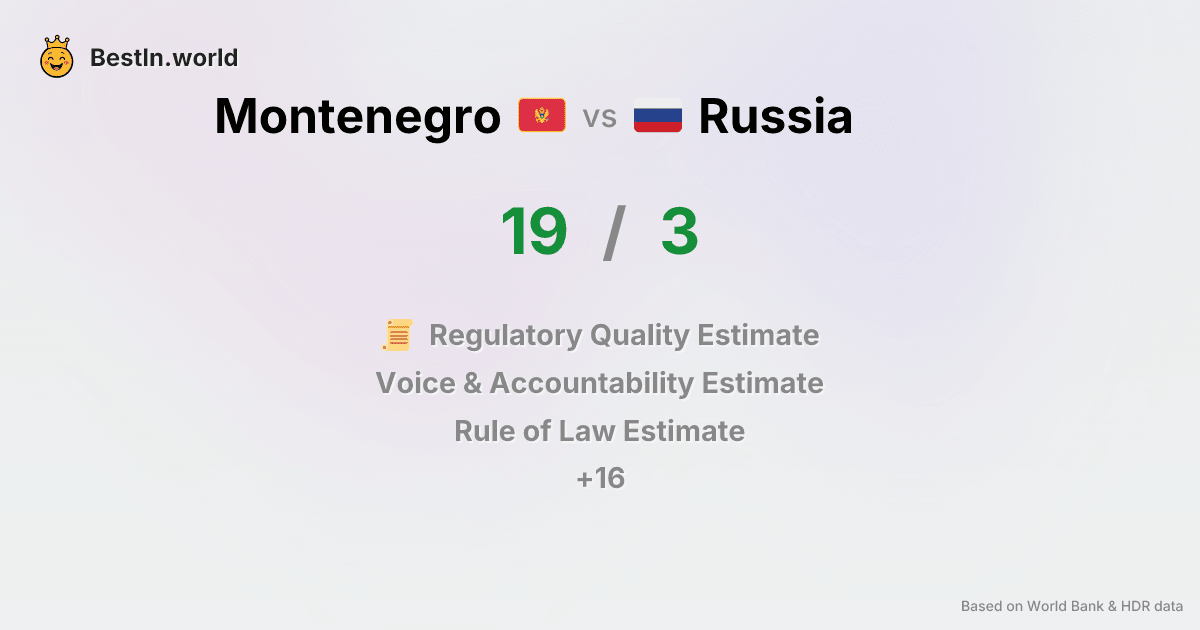 BestIn.world
Montenegro vs Russia
19 / 3
Regulatory Quality Estimate
Voice & Accountability Estimate
Rule of Law Estimate
+16
Based on World Bank & HDR data